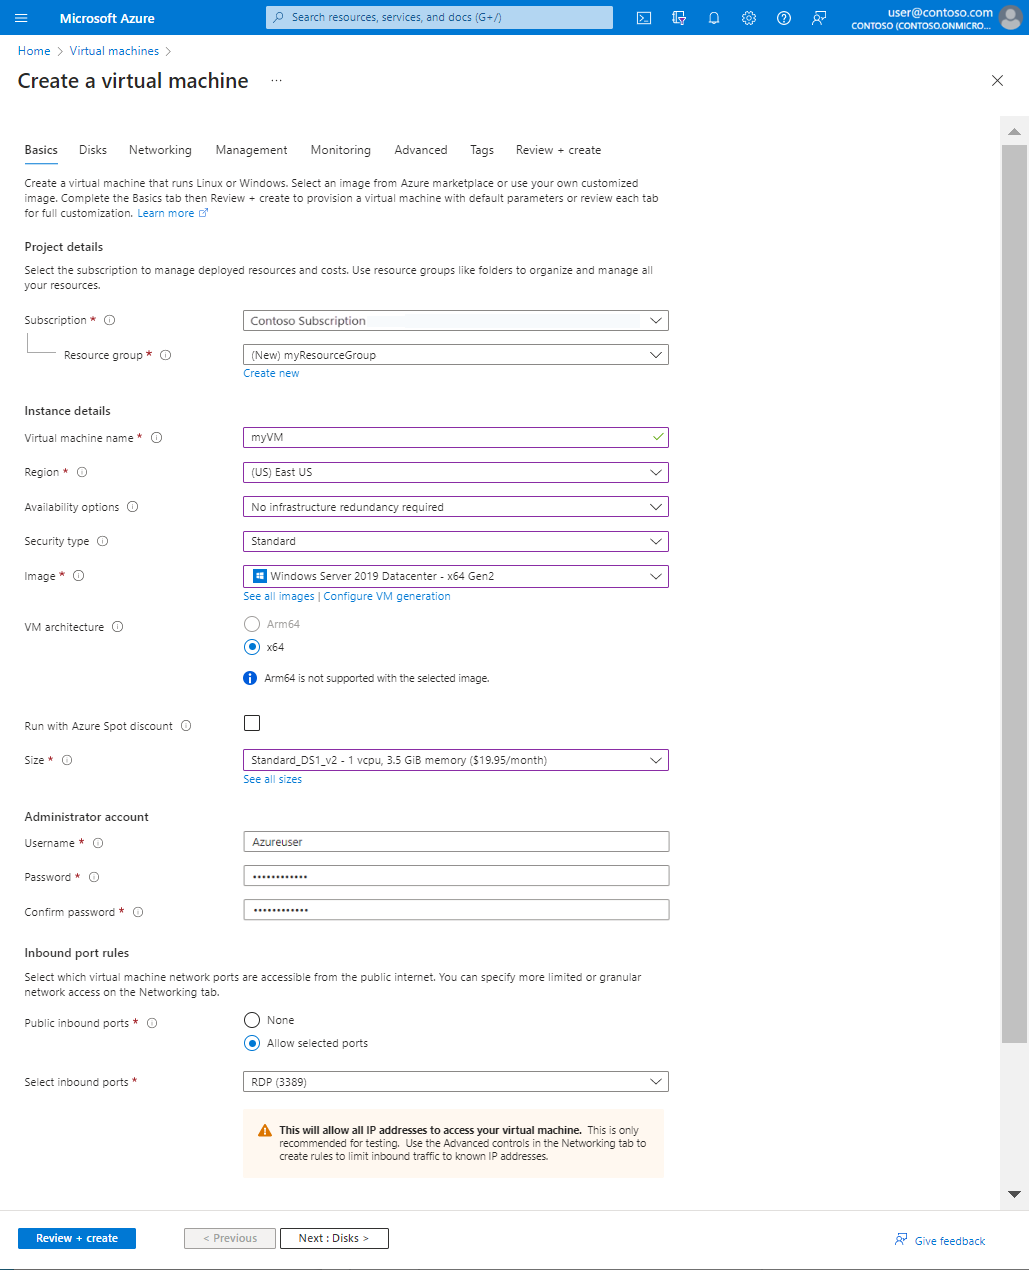 Microsoft Azure
Search resources, services, and docs (G+/)
user@contoso.com
CONTOSO (CONTOSO.ONMICRO...
Home > Virtual machines >
Create a virtual machine ...
Basics Disks Networking Management Monitoring Advanced Tags Review + create
Create a virtual machine that runs Linux or Windows. Select an image from Azure marketplace or use your own customized
image. Complete the Basics tab then Review + create to provision a virtual machine with default parameters or review each tab
for full customization. Learn more
Project details
Select the subscription to manage deployed resources and costs. Use resource groups like folders to organize and manage all
your resources.
Subscription *
Contoso Subscription
Resource group *
(New) myResourceGroup
Create new
Instance details
Virtual machine name *
myVM
Region *
(US) East US
Availability options
No infrastructure redundancy required
Security type
Standard
Image *
Windows Server 2019 Datacenter - x64 Gen2
See all images | Configure VM generation
VM architecture
Arm64
x64
Arm64 is not supported with the selected image.
Run with Azure Spot discount
Size *
Standard_DS1_v2 - 1 vcpu, 3.5 GiB memory ($19.95/month)
See all sizes
Administrator account
Username *
Azureuser
Password *
••••••••••••
Confirm password *
••••••••••••
Inbound port rules
Select which virtual machine network ports are accessible from the public internet. You can specify more limited or granular
network access on the Networking tab.
Public inbound ports *
None
Allow selected ports
Select inbound ports *
RDP (3389)
This will allow all IP addresses to access your virtual machine. This is only
recommended for testing. Use the Advanced controls in the Networking tab to
create rules to limit inbound traffic to known IP addresses.
Review + create
< Previous
Next : Disks >
Give feedback